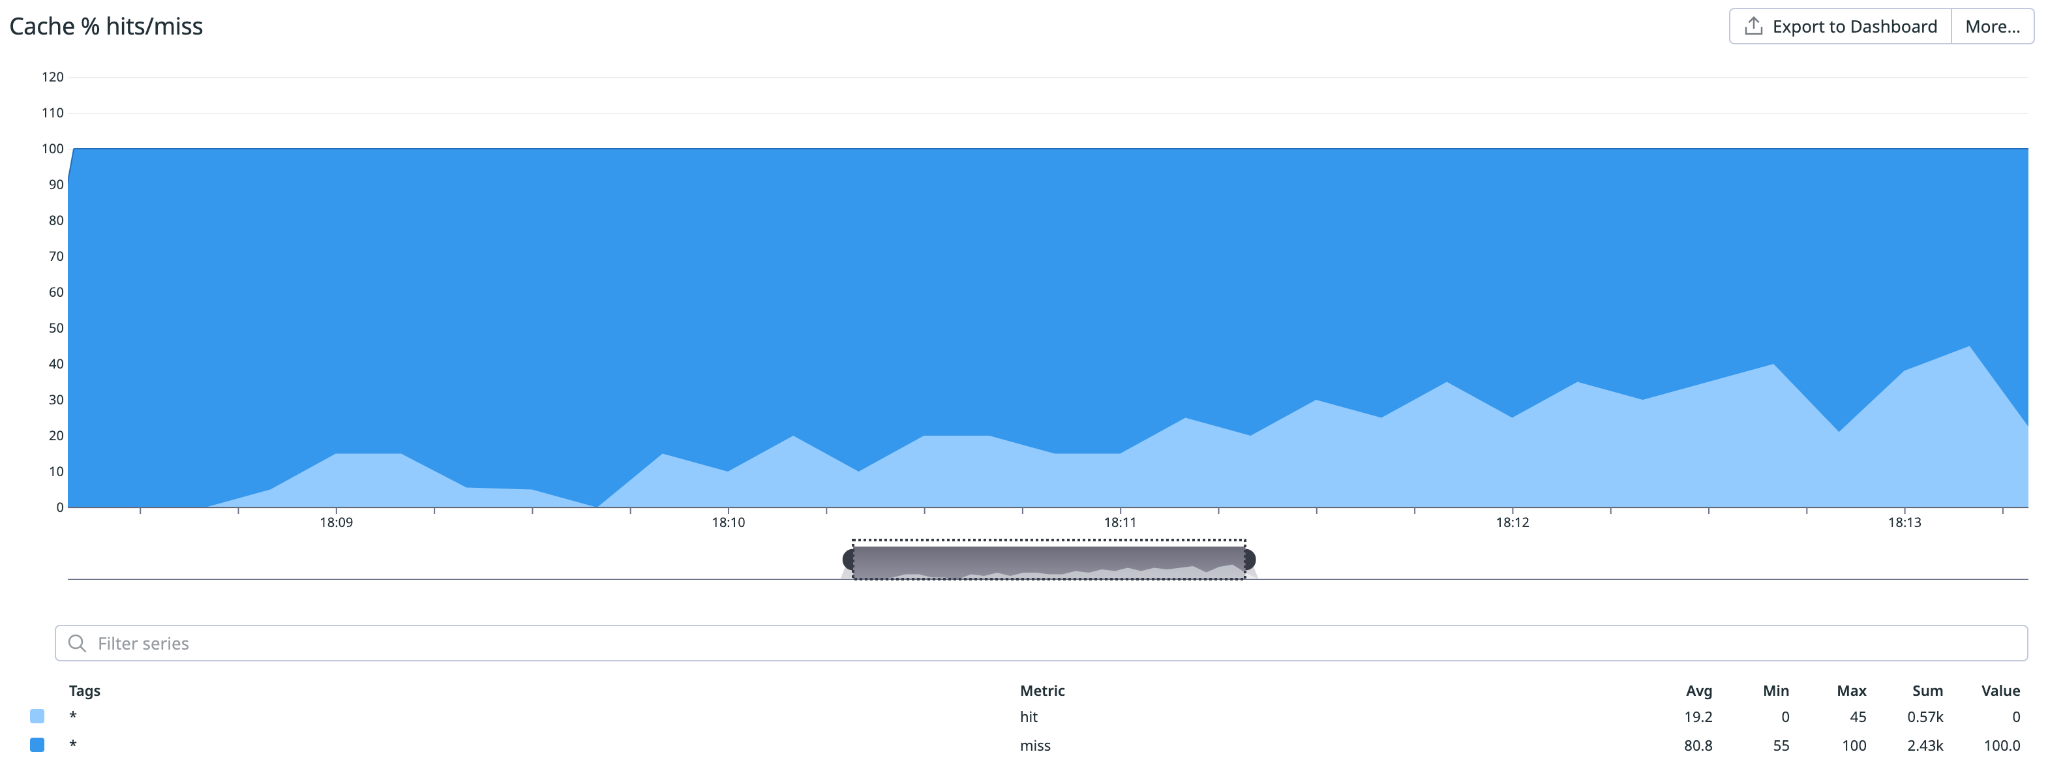 Cache % hits/miss
Export to Dashboard More...
120
110
100
90
80
70
60
50
40
30
20
10
0
18:09 18:10 18:11 18:12 18:13
Filter series
Tags Metric Avg Min Max Sum Value
* hit 19.2 0 45 0.57k 0
* miss 80.8 55 100 2.43k 100.0